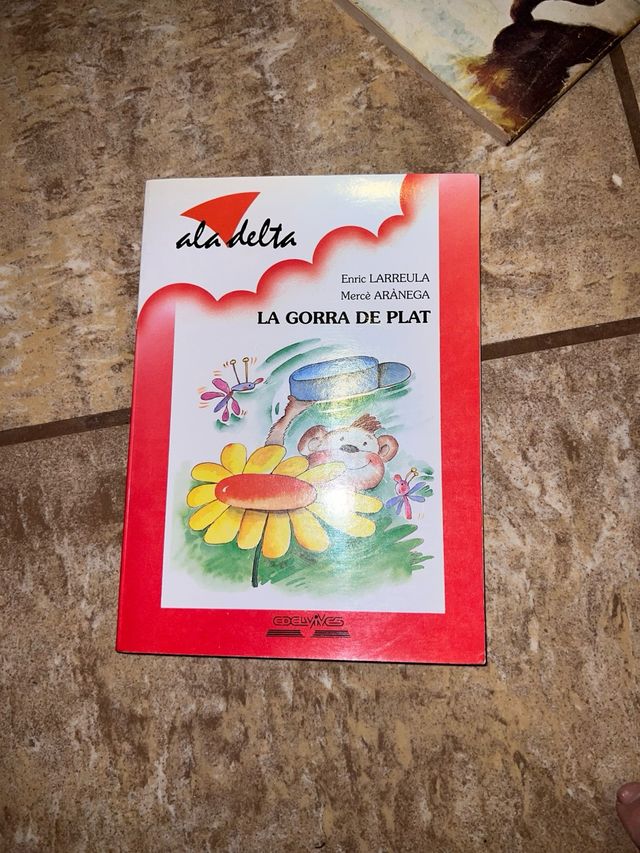 ala delta
Enric LARREULA
Mercè ARÀNEGA
LA GORRA DE PLAT
EDELVIVES